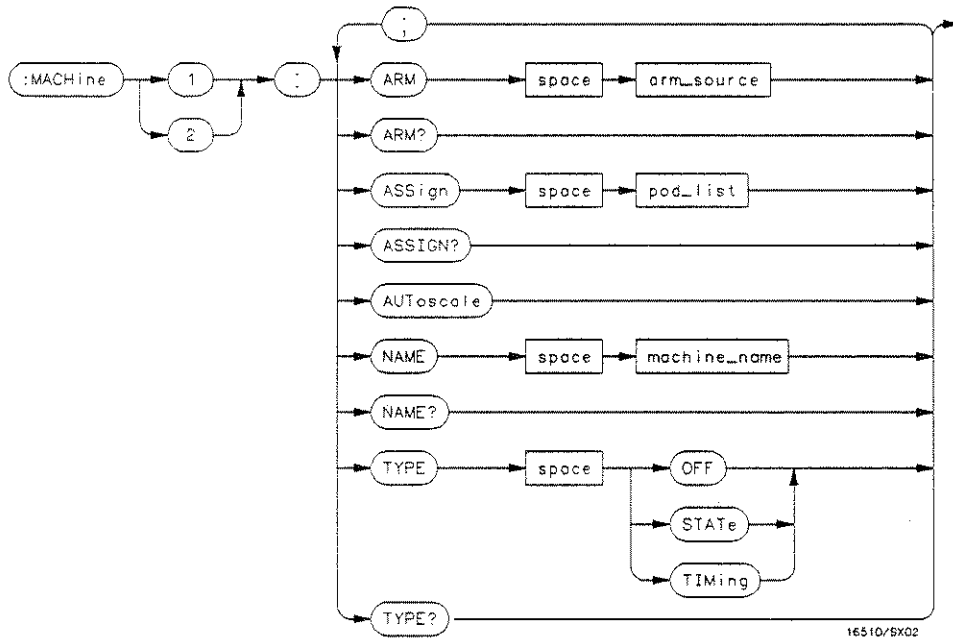 ;
:MACHine 1 : ARM space arm_source
2
ARM?
ASSign space pod_list
ASSIGN?
AUToscale
NAME space machine_name
NAME?
TYPE space OFF
STATe
TIMing
TYPE?
16510/SX02